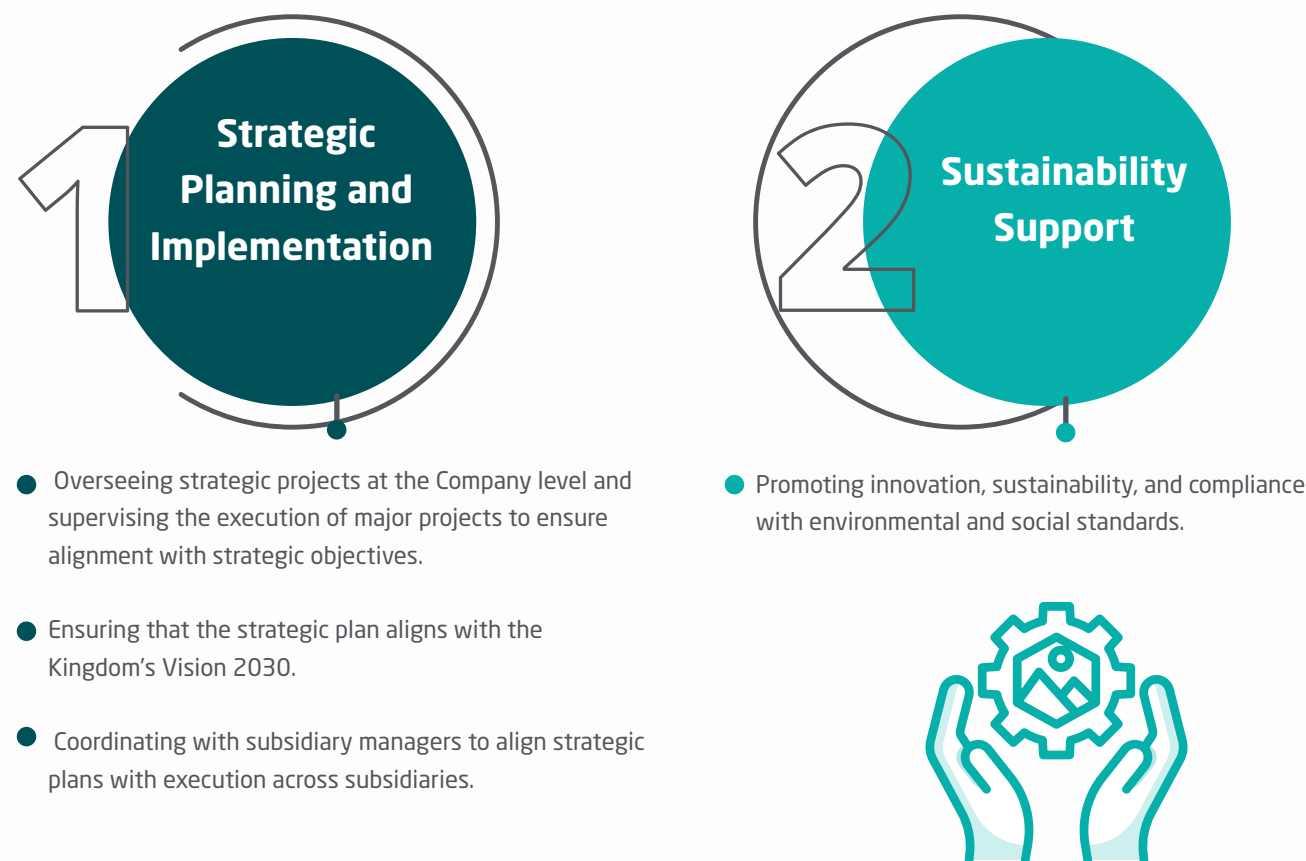 1
Strategic
Planning and
Implementation
Overseeing strategic projects at the Company level and
supervising the execution of major projects to ensure
alignment with strategic objectives.
Ensuring that the strategic plan aligns with the
Kingdom’s Vision 2030.
Coordinating with subsidiary managers to align strategic
plans with execution across subsidiaries.
2
Sustainability
Support
Promoting innovation, sustainability, and compliance
with environmental and social standards.